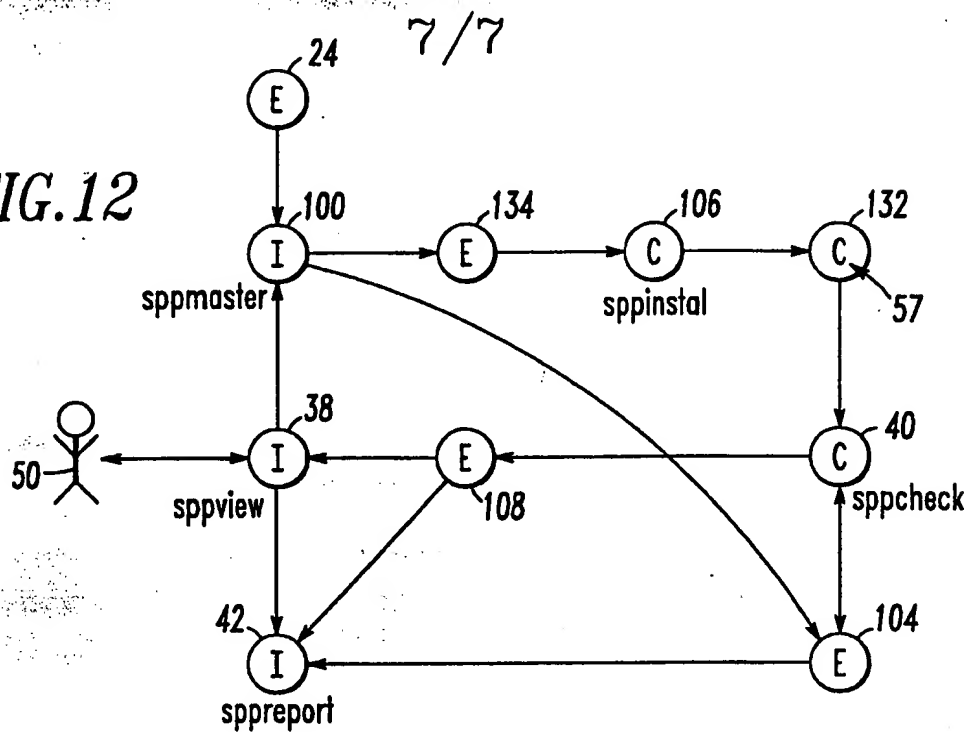 7/7
24
E
IG.12
100
134
106
132
I
E
C
C
sppmaster
sppinstal
57
38
40
50
I
E
C
sppview
108
sppcheck
42
104
I
E
sppreport